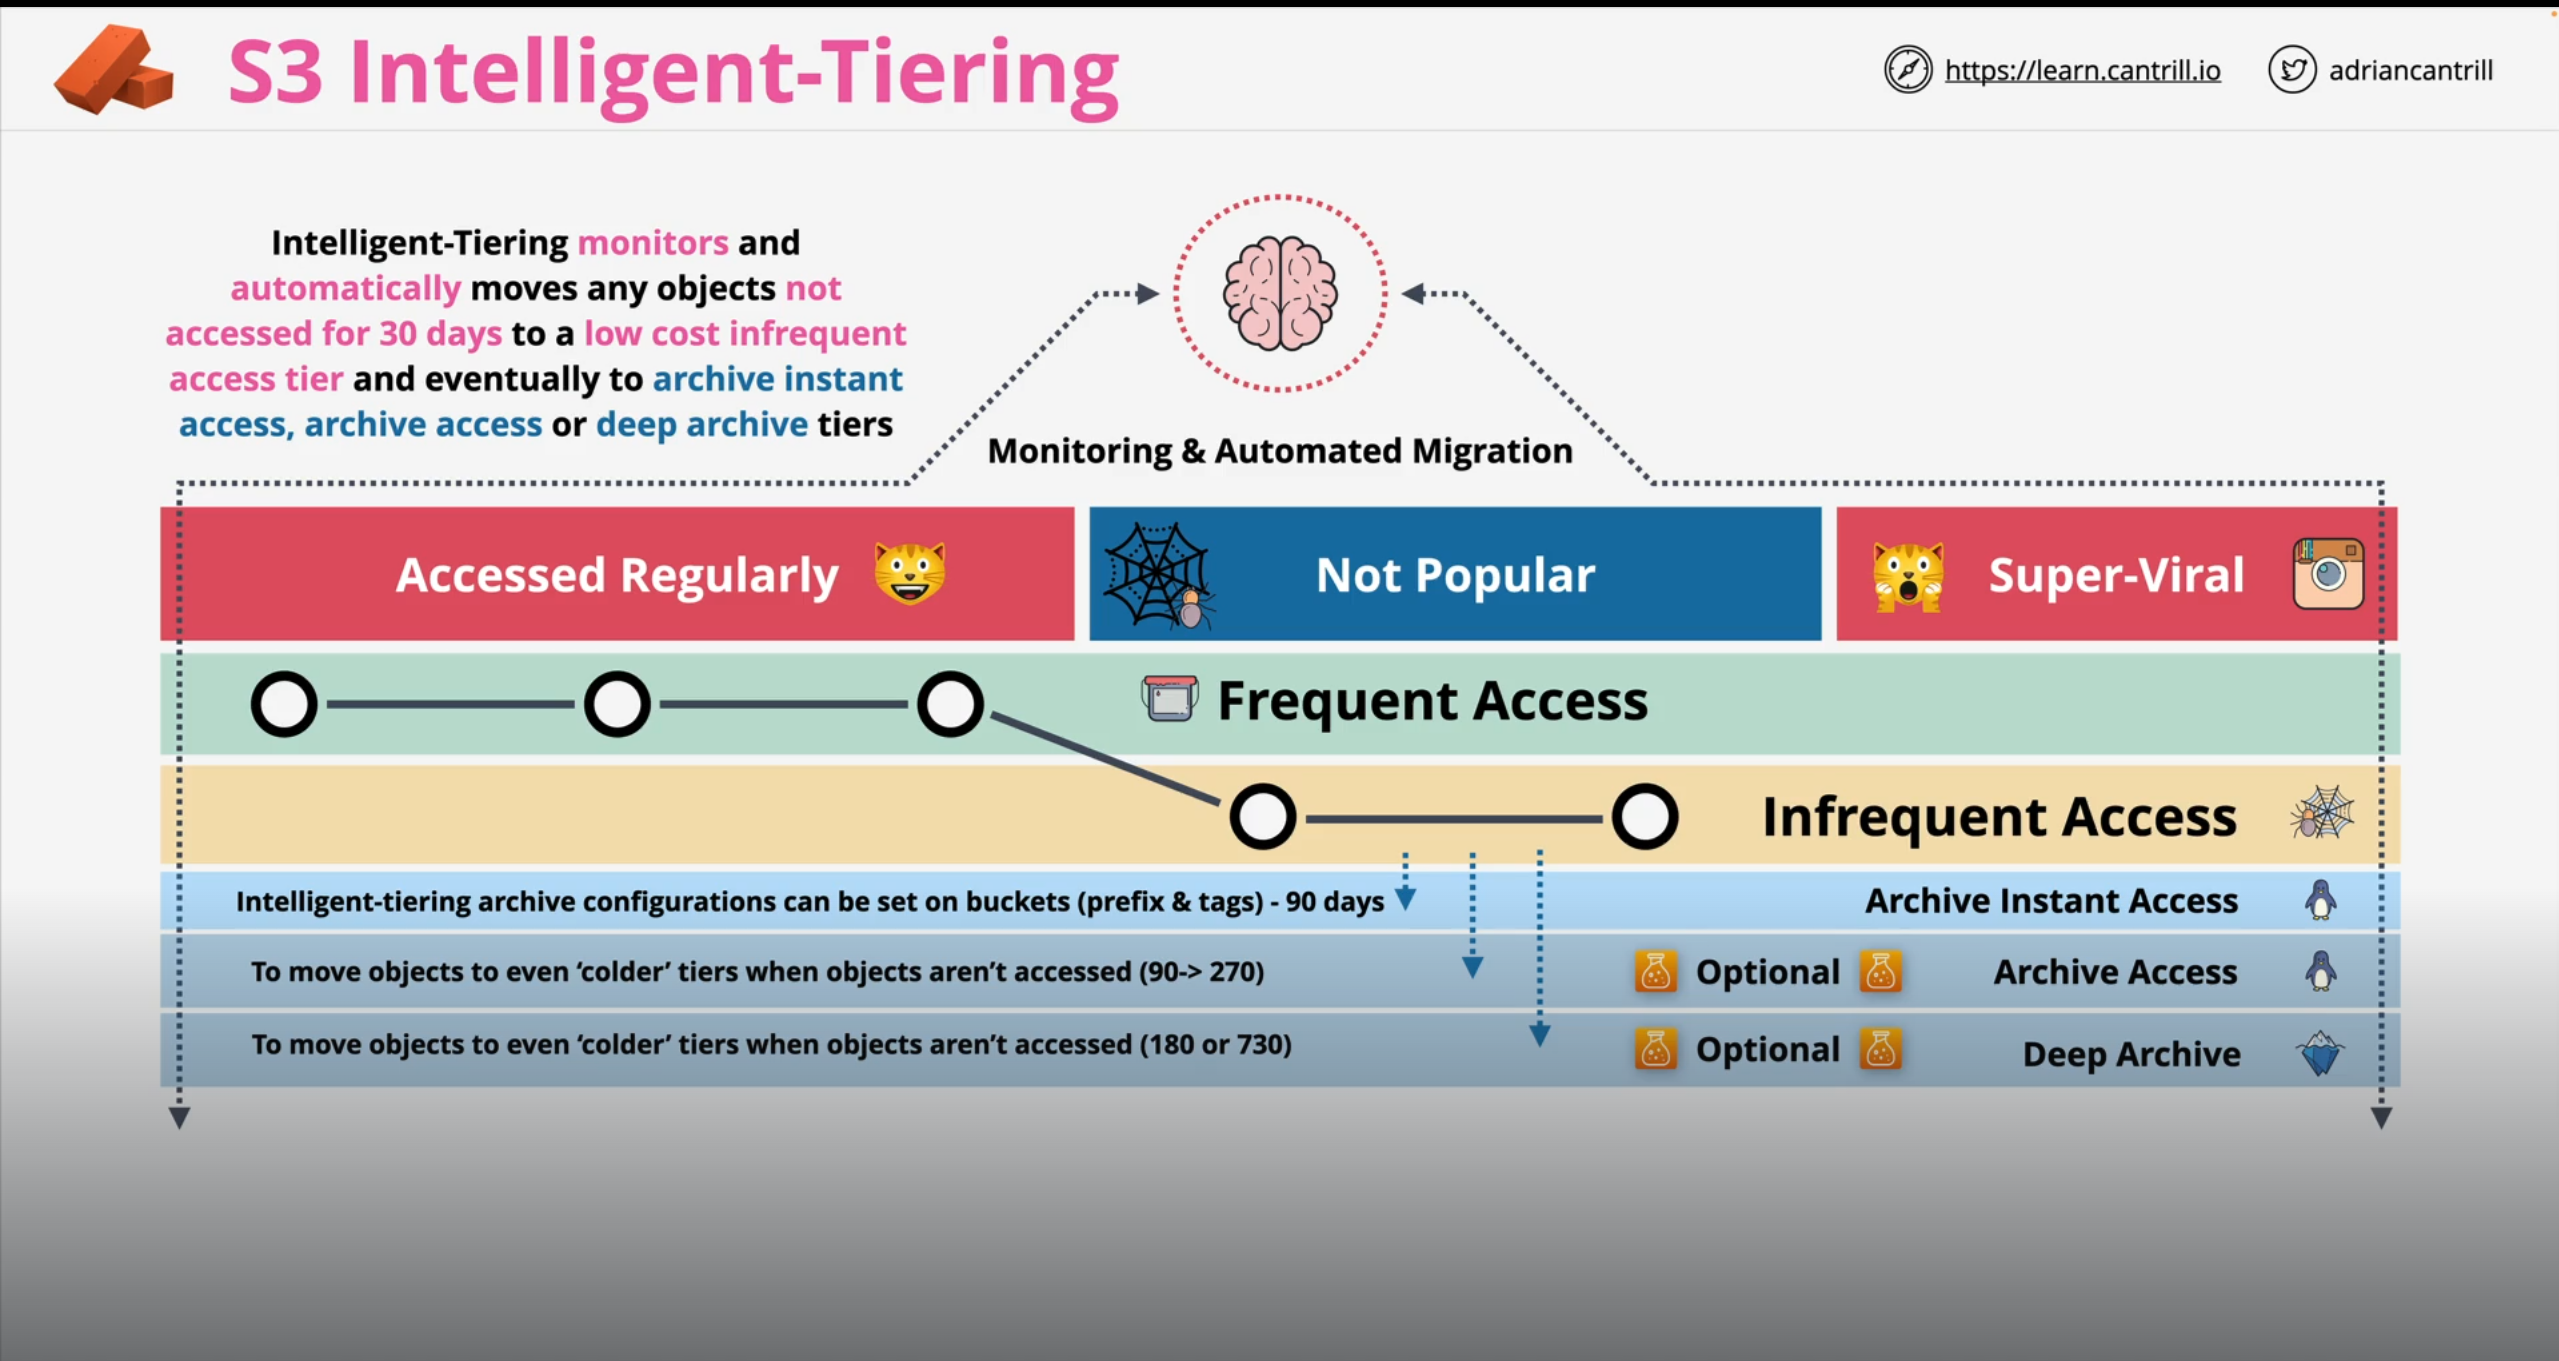 S3 Intelligent-Tiering
https://learn.cantrill.io
adriancantrill
Intelligent-Tiering monitors and
automatically moves any objects not
accessed for 30 days to a low cost infrequent
access tier and eventually to archive instant
access, archive access or deep archive tiers
Monitoring & Automated Migration
Accessed Regularly
Not Popular
Super-Viral
Frequent Access
Infrequent Access
Intelligent-tiering archive configurations can be set on buckets (prefix & tags) - 90 days
Archive Instant Access
To move objects to even ‘colder’ tiers when objects aren’t accessed (90-> 270)
Optional
Archive Access
To move objects to even ‘colder’ tiers when objects aren’t accessed (180 or 730)
Optional
Deep Archive